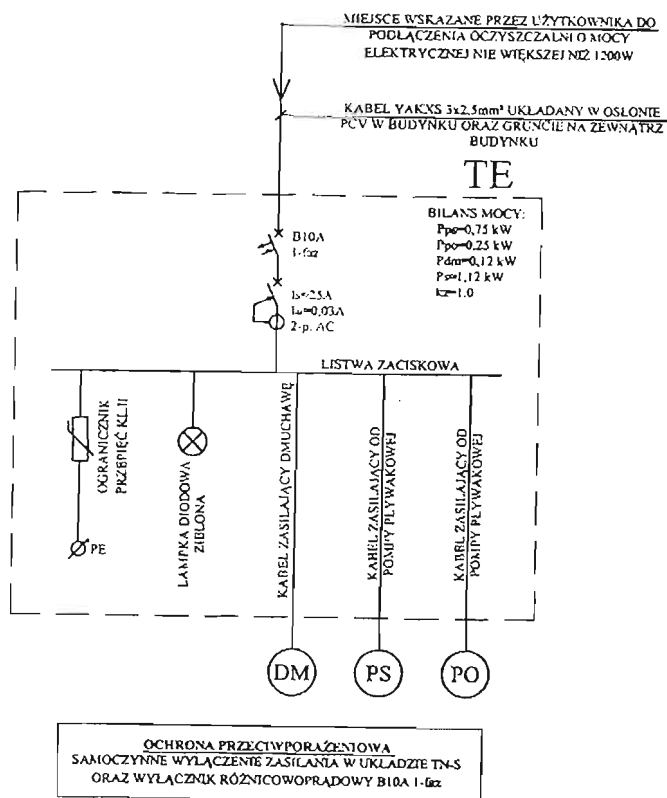 MIEJSCE WSKAZANE PRZEZ UŻYTKOWNIKA DO
PODŁĄCZENIA OCZYSZCZALNI O MOCY
ELEKTRYCZNEJ NIE WIĘKSZEJ NIŻ 1200W
KABEL YAKXS 3x2,5mm² UKŁADANY W OSŁONIE
PCV W BUDYNKU ORAZ GRUNCIE NA ZEWNĄTRZ
BUDYNKU
TE
BILANS MOCY:
Pps=0,75 kW
Ppo=0,25 kW
Pdm=0,12 kW
Ps=1,12 kW
kz=1.0
B10A
1-faz
=25A
=0,03A
2-p. AC
LISTWA ZACISKOWA
OGRANICZNIK
PRZEPIĘĆ KL.II
PE
LAMPKA DIODOWA
ZIELONA
KABEL ZASILAJĄCY DMUCHAWĘ
KABEL ZASILAJĄCY OD
POMPY PŁYWAKOWEJ
KABEL ZASILAJĄCY OD
POMPY PŁYWAKOWEJ
DM
PS
PO
OCHRONA PRZECIWPORAŻENIOWA
SAMOCZYNNE WYŁĄCZENIE ZASILANIA W UKŁADZIE TN-S
ORAZ WYŁĄCZNIK RÓŻNICOWOPRĄDOWY B10A 1-faz